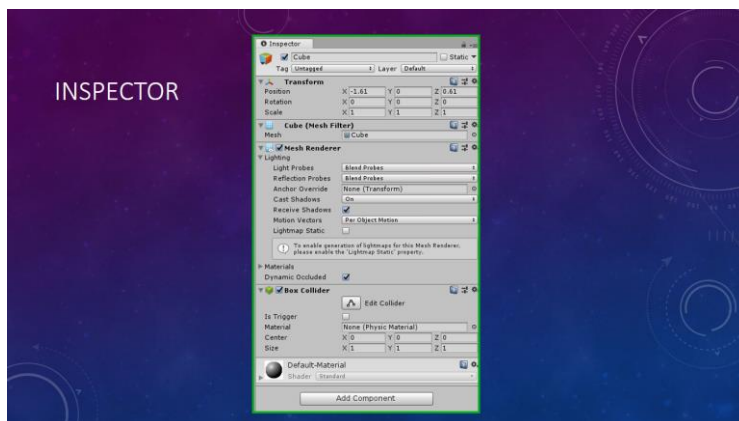 INSPECTOR
Inspector
Cube Static
Tag Untagged Layer Default
Transform
Position X -1.61 Y 0 Z 0.61
Rotation X 0 Y 0 Z 0
Scale X 1 Y 1 Z 1
Cube (Mesh Filter)
Mesh Cube
Mesh Renderer
Lighting
Light Probes Blend Probes
Reflection Probes Blend Probes
Anchor Override None (Transform)
Cast Shadows On
Receive Shadows
Motion Vectors Per Object Motion
Lightmap Static
To enable generation of lightmaps for this Mesh Renderer,
please enable the 'Lightmap Static' property.
Materials
Dynamic Occluded
Box Collider
Edit Collider
Is Trigger
Material None (Physic Material)
Center X 0 Y 0 Z 0
Size X 1 Y 1 Z 1
Default-Material
Shader Standard
Add Component